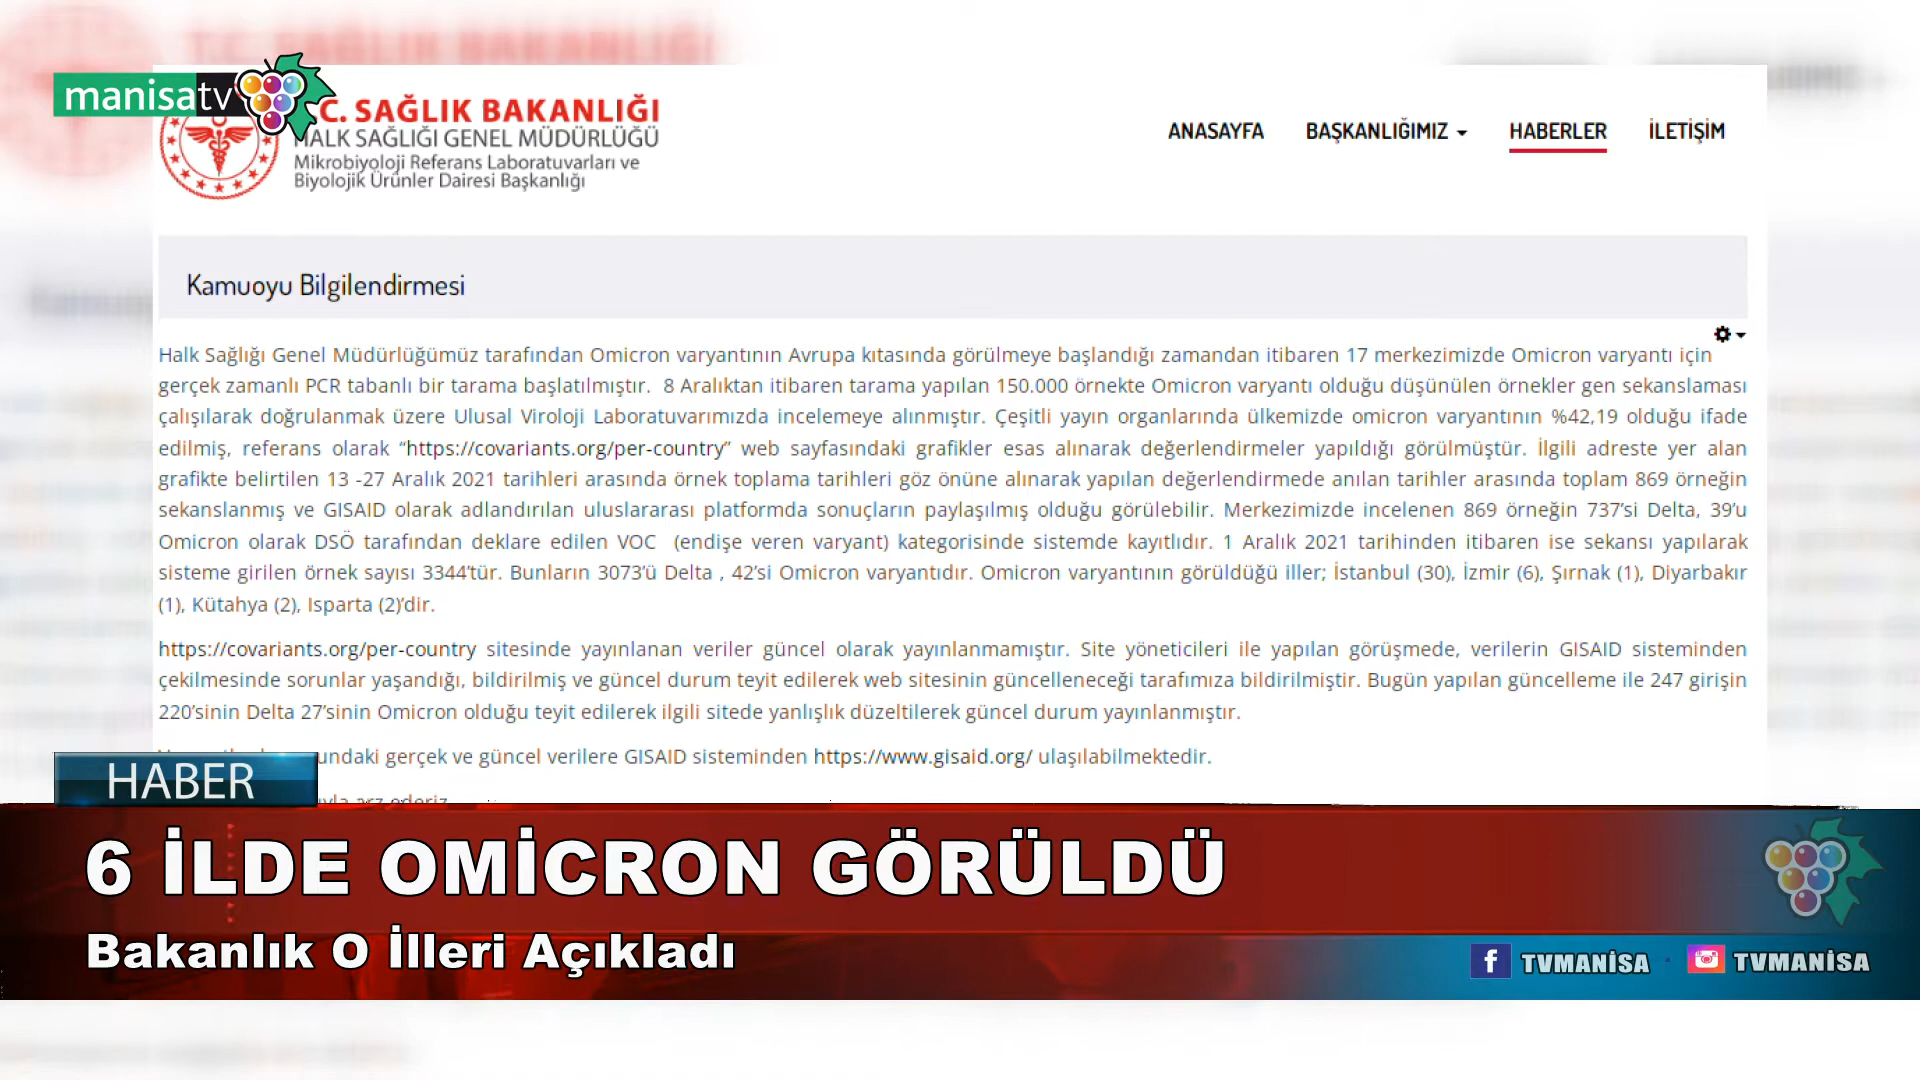 manisatv
.C. SAĞLIK BAKANLIĞI
HALK SAĞLIĞI GENEL MÜDÜRLÜĞÜ
Mikrobiyoloji Referans Laboratuvarları ve
Biyolojik Ürünler Dairesi Başkanlığı
ANASAYFA BAŞKANLIĞIMIZ HABERLER İLETİŞİM
Kamuoyu Bilgilendirmesi
Halk Sağlığı Genel Müdürlüğümüz tarafından Omicron varyantının Avrupa kıtasında görülmeye başlandığı zamandan itibaren 17 merkezimizde Omicron varyantı için
gerçek zamanlı PCR tabanlı bir tarama başlatılmıştır. 8 Aralıktan itibaren tarama yapılan 150.000 örnekte Omicron varyantı olduğu düşünülen örnekler gen sekanslaması
çalışılarak doğrulanmak üzere Ulusal Viroloji Laboratuvarımızda incelemeye alınmıştır. Çeşitli yayın organlarında ülkemizde omicron varyantının %42,19 olduğu ifade
edilmiş, referans olarak “https://covariants.org/per-country” web sayfasındaki grafikler esas alınarak değerlendirmeler yapıldığı görülmüştür. İlgili adreste yer alan
grafikte belirtilen 13 -27 Aralık 2021 tarihleri arasında örnek toplama tarihleri göz önüne alınarak yapılan değerlendirmede anılan tarihler arasında toplam 869 örneğin
sekanslanmış ve GISAID olarak adlandırılan uluslararası platformda sonuçların paylaşılmış olduğu görülebilir. Merkezimizde incelenen 869 örneğin 737’si Delta, 39’u
Omicron olarak DSÖ tarafından deklare edilen VOC (endişe veren varyant) kategorisinde sistemde kayıtlıdır. 1 Aralık 2021 tarihinden itibaren ise sekansı yapılarak
sisteme girilen örnek sayısı 3344’tür. Bunların 3073’ü Delta , 42’si Omicron varyantıdır. Omicron varyantının görüldüğü iller; İstanbul (30), İzmir (6), Şırnak (1), Diyarbakır
(1), Kütahya (2), Isparta (2)’dir.
https://covariants.org/per-country sitesinde yayınlanan veriler güncel olarak yayınlanmamıştır. Site yöneticileri ile yapılan görüşmede, verilerin GISAID sisteminden
çekilmesinde sorunlar yaşandığı, bildirilmiş ve güncel durum teyit edilerek web sitesinin güncelleneceği tarafımıza bildirilmiştir. Bugün yapılan güncelleme ile 247 girişin
220’sinin Delta 27’sinin Omicron olduğu teyit edilerek ilgili sitede yanlışlık düzeltilerek güncel durum yayınlanmıştır.
undaki gerçek ve güncel verilere GISAID sisteminden https://www.gisaid.org/ ulaşılabilmektedir.
HABER
6 İLDE OMİCRON GÖRÜLDÜ
Bakanlık O İlleri Açıkladı
TVMANİSA TVMANİSA